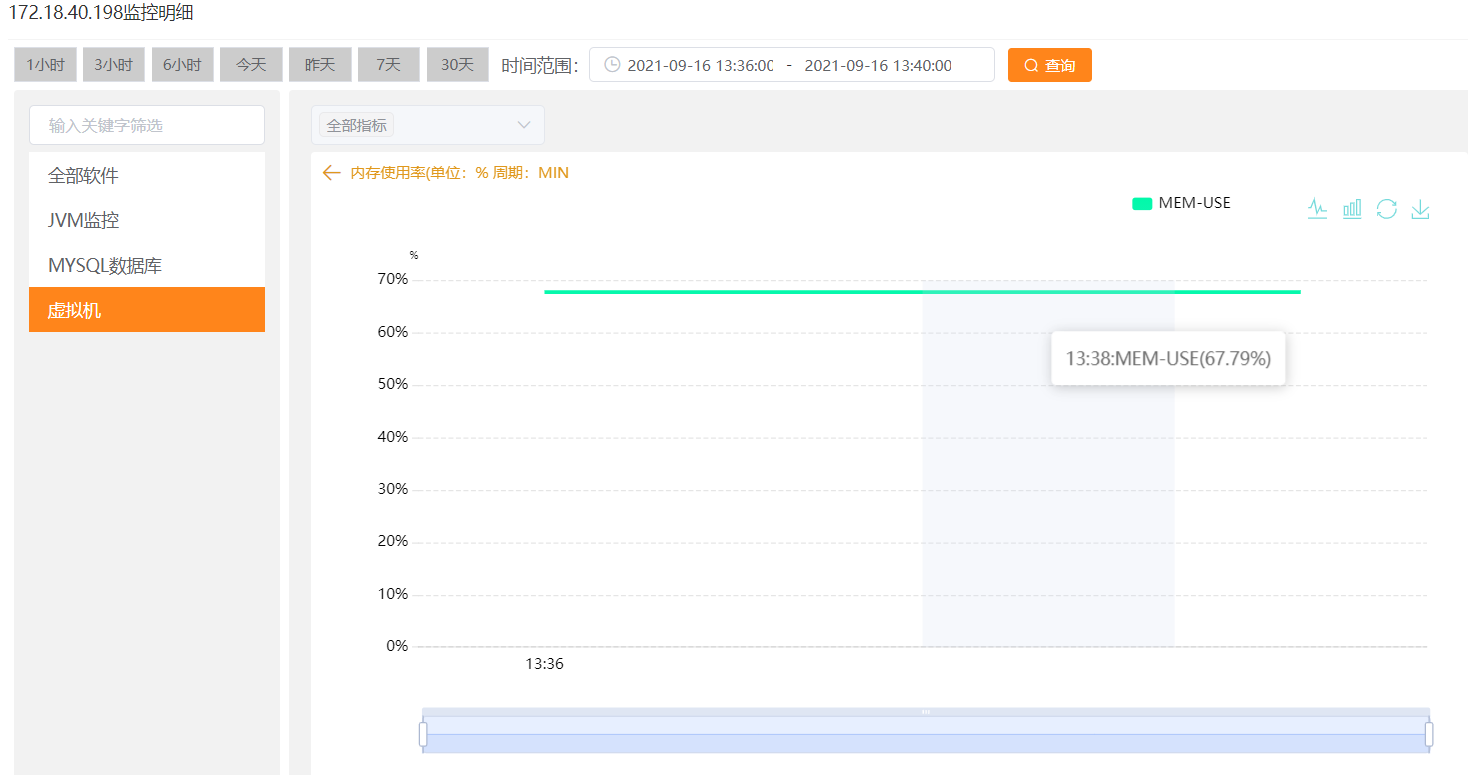 172.18.40.198监控明细
1小时 3小时 6小时 今天 昨天 7天 30天 时间范围： 2021-09-16 13:36:00 - 2021-09-16 13:40:00 查询
输入关键字筛选
全部软件
JVM监控
MYSQL数据库
虚拟机
全部指标
内存使用率(单位：% 周期：MIN
MEM-USE
%
70%
60%
13:38:MEM-USE(67.79%)
50%
40%
30%
20%
10%
0%
13:36